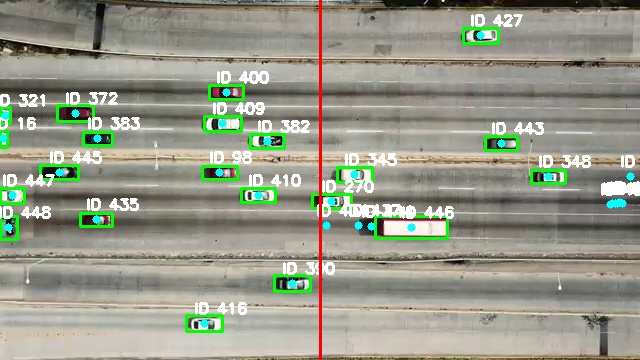 ID 427
ID 400
ID 372
D 321
ID 409
16
ID 383
ID 382
ID 443
ID 445
ID 98
ID 345
ID 348
ID
ID 447
ID 410
ID 270
ID 448
ID 435
446
ID 390
ID 416